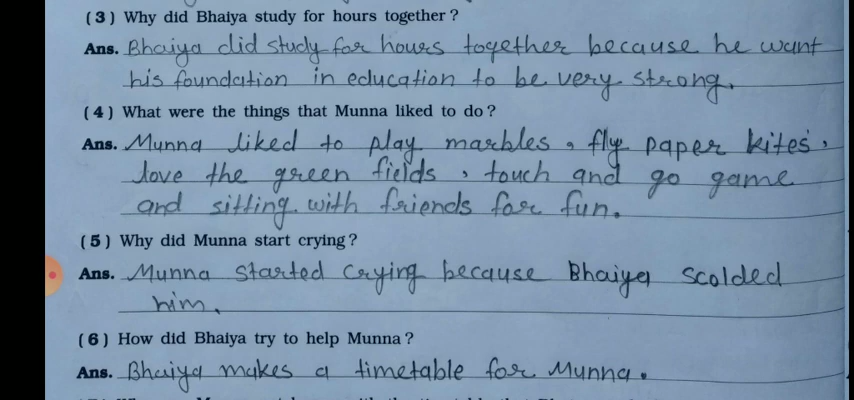 (3) Why did Bhaiya study for hours together?
Ans. Bhaiya did study for hours together because he want
his foundation in education to be very strong.
(4) What were the things that Munna liked to do?
Ans. Munna liked to play marbles, fly paper kites,
love the green fields, touch and go game
and sitting with friends for fun.
(5) Why did Munna start crying?
Ans. Munna started crying because Bhaiya scolded
him.
(6) How did Bhaiya try to help Munna?
Ans. Bhaiya makes a timetable for Munna.